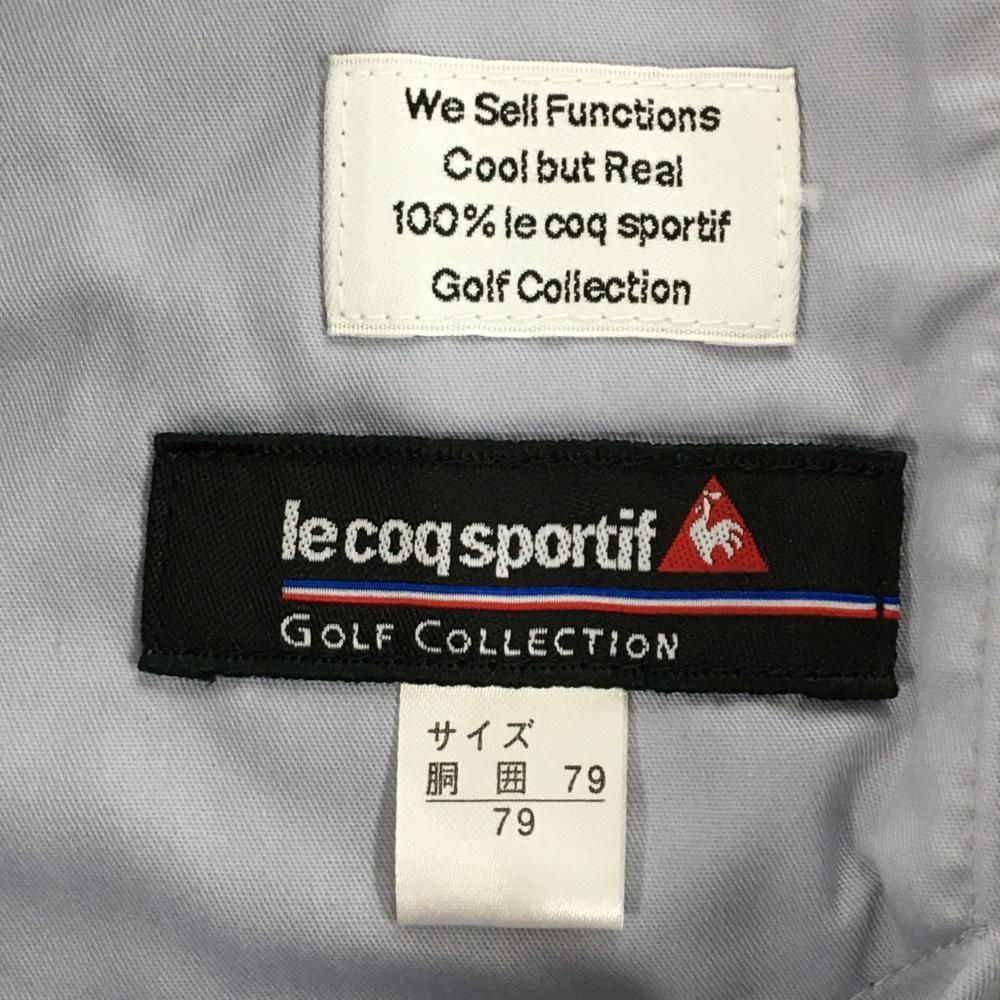 We Sell Functions
Cool but Real
100% le coq sportif
Golf Collection
le coq sportif
GOLF COLLECTION
サイズ
胴 囲 79
79